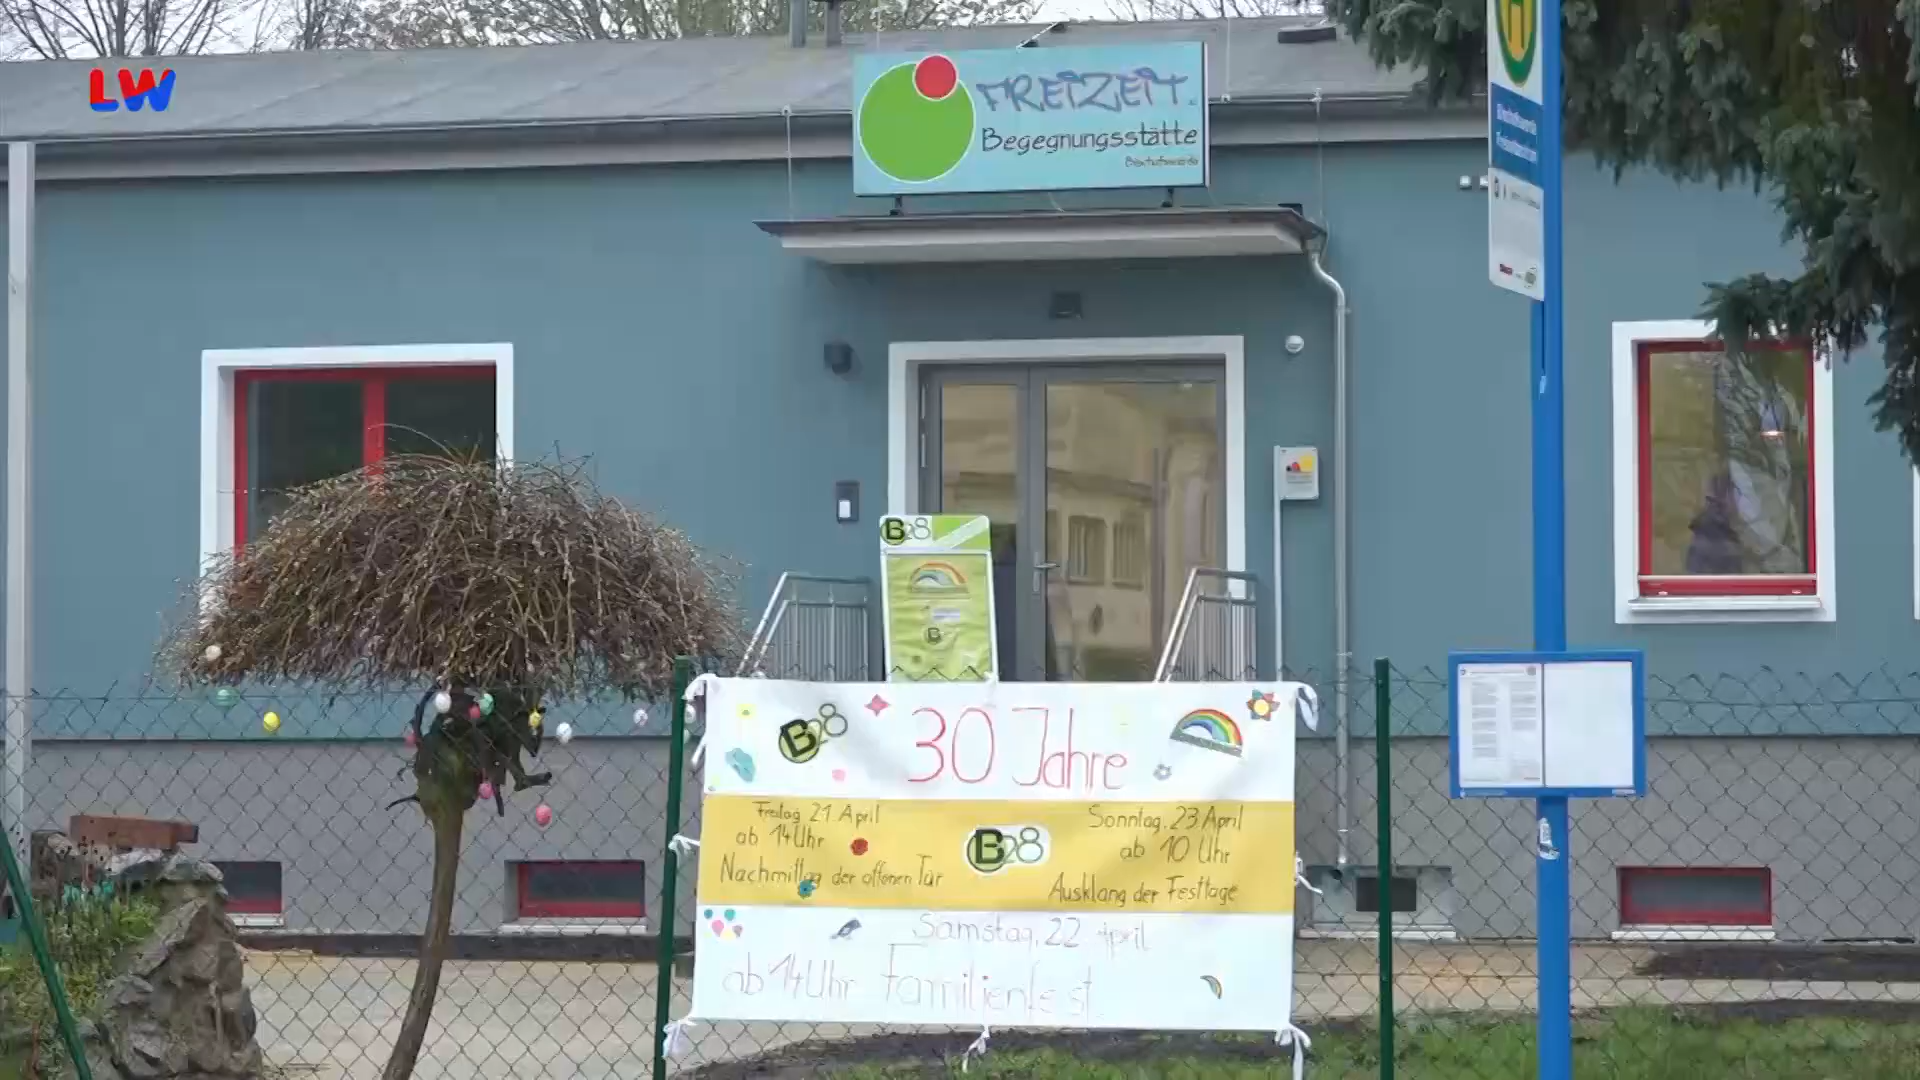 LW
FREIZEIT
Begegnungsstätte
H
B28
B28
30 Jahre
Freitag 21 April
ab 14 Uhr
Nachmittag der offenen Tür
B28
Sonntag, 23 April
ab 10 Uhr
Ausklang der Festtage
Samstag, 22 April
ab 14 Uhr Familienfest